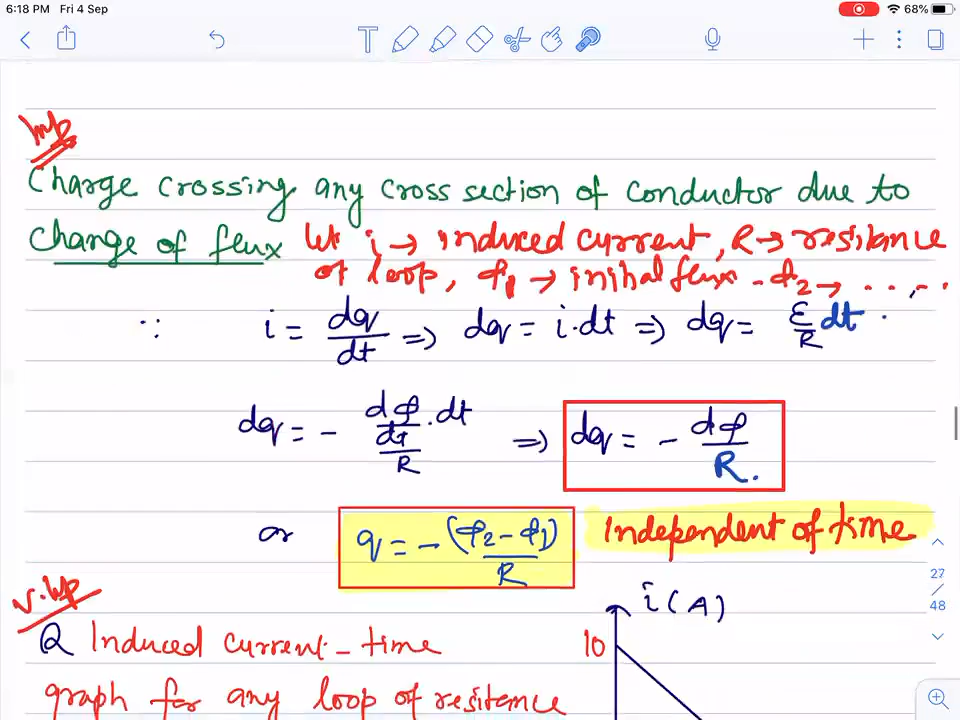 6:18 PM Fri 4 Sep
68%
Imp
Charge crossing any cross section of conductor due to
change of flux Let i → induced current, R → resistance
of loop, φ1 → initial flux - φ2 → ......
∵ i = dq/dt ⇒ dq = i·dt ⇒ dq = ε/R dt
dq = - dφ/dt/R · dt ⇒ dq = - dφ/R.
or q = - (φ2 - φ1)/R Independent of time
27
/
48
V. Imp
i (A)
Q Induced current - time
10
graph for any loop of resistence